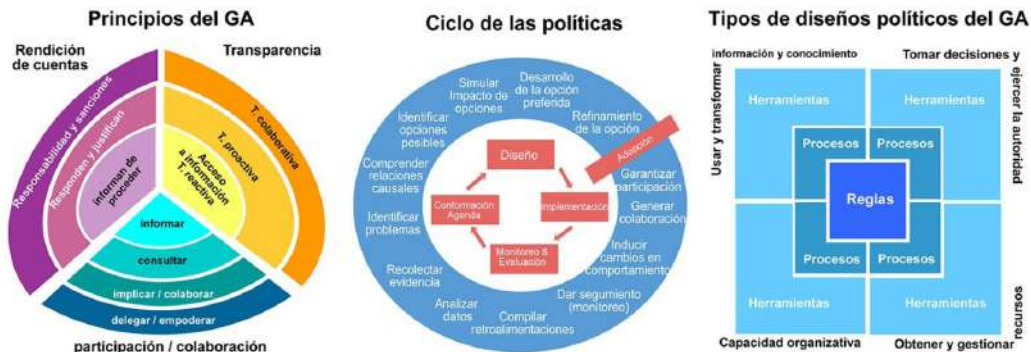 Principios del GA
Rendición
de cuentas
Transparencia
Responsabilidad y sanciones
Responden y justifican
informan de
proceder
T. colaborativa
T. proactiva
Acceso
a información
T. reactiva
informar
consultar
implicar / colaborar
delegar / empoderar
participación / colaboración
Ciclo de las políticas
Simular
Impacto de
opciones
Desarrollo
de la opción
preferida
Identificar
opciones
posibles
Refinamiento
de la opción
Adopción
Comprender
relaciones
causales
Garantizar
participación
Identificar
problemas
Generar
colaboración
Recolectar
evidencia
Inducir
cambios en
comportamiento
Analizar
datos
Compilar
retroalimentaciones
Dar segumiento
(monitoreo)
Diseño
Conformación
Agenda
Implementación
Monitoreo &
Evaluación
Tipos de diseños políticos del GA
información y conocimiento
Tomar decisiones y
Usar y transformar
ejercer la autoridad
Herramientas
Herramientas
Procesos
Procesos
Reglas
Procesos
Procesos
Herramientas
Herramientas
recursos
Capacidad organizativa
Obtener y gestionar